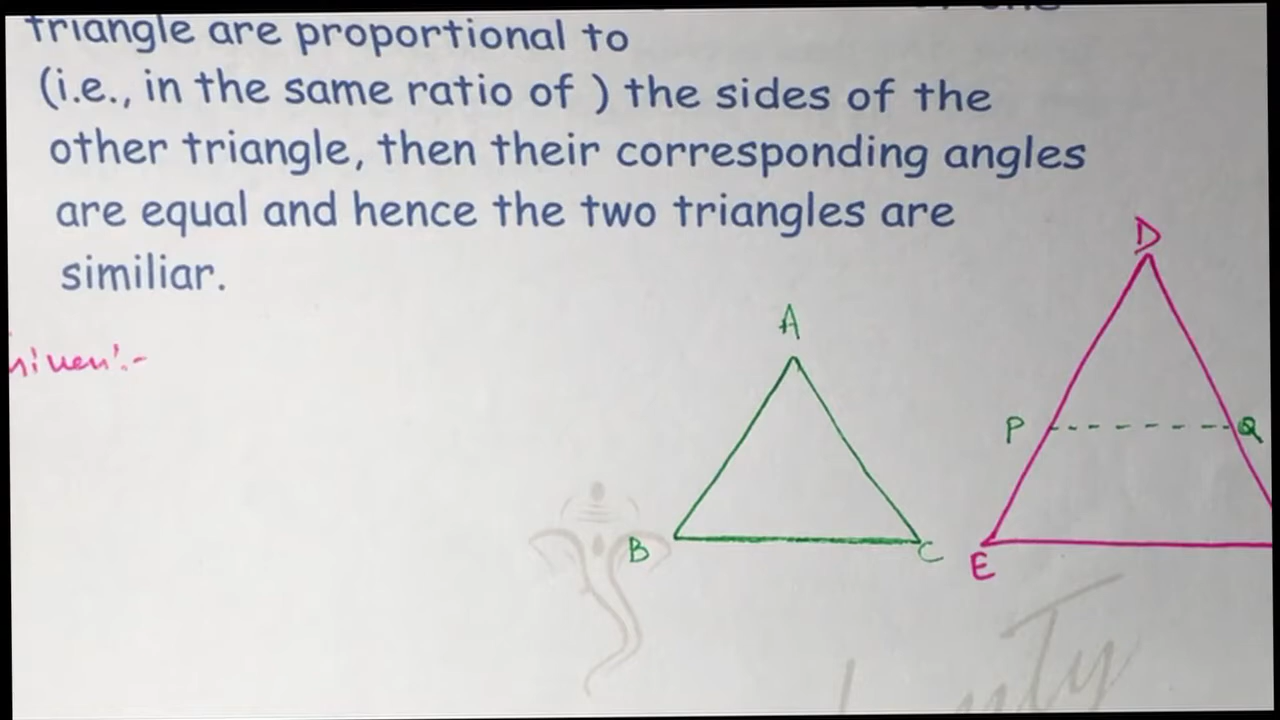 triangle are proportional to
(i.e., in the same ratio of ) the sides of the
other triangle, then their corresponding angles
are equal and hence the two triangles are
similiar.
D
A
P
Q
B
C
E